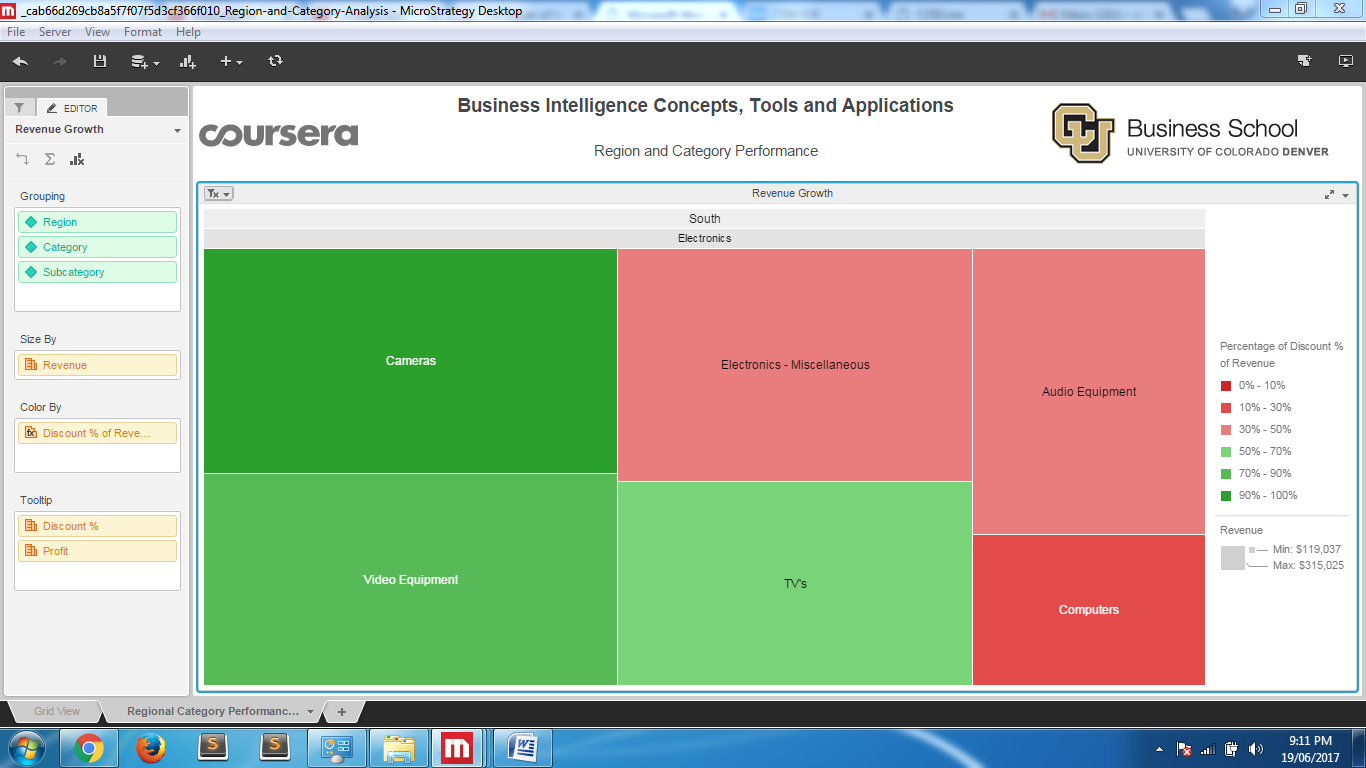 _cab66d269cb8a5f7f07f5d3cf366f010_Region-and-Category-Analysis - MicroStrategy Desktop
File Server View Format Help
EDITOR
Revenue Growth
Grouping
Region
Category
Subcategory
Size By
Revenue
Color By
Discount % of Reve...
Tooltip
Discount %
Profit
coursera
Business Intelligence Concepts, Tools and Applications
Region and Category Performance
CU
Business School
UNIVERSITY OF COLORADO DENVER
Revenue Growth
South
Electronics
Cameras
Electronics - Miscellaneous
Audio Equipment
Video Equipment
TV's
Computers
Percentage of Discount %
of Revenue
0% - 10%
10% - 30%
30% - 50%
50% - 70%
70% - 90%
90% - 100%
Revenue
Min: $119,037
Max: $315,025
Grid View
Regional Category Performanc...
9:11 PM
19/06/2017